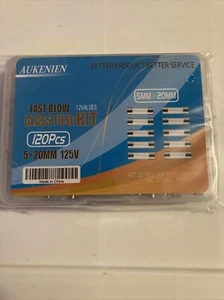 AUKENIEN
BETTER PRODUCT BETTER SERVICE
FAST BLOW
12VALUES
GLASS FUSE KIT
5MM × 20MM
120Pcs
5×20MM 125V
Made in China